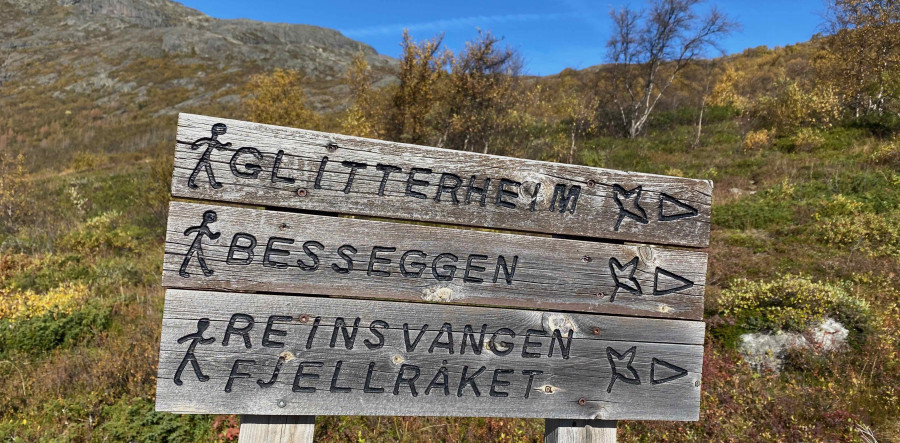 GLITTERHEIM
BESSEGGEN
REINSVANGEN
FJELLRÅKET